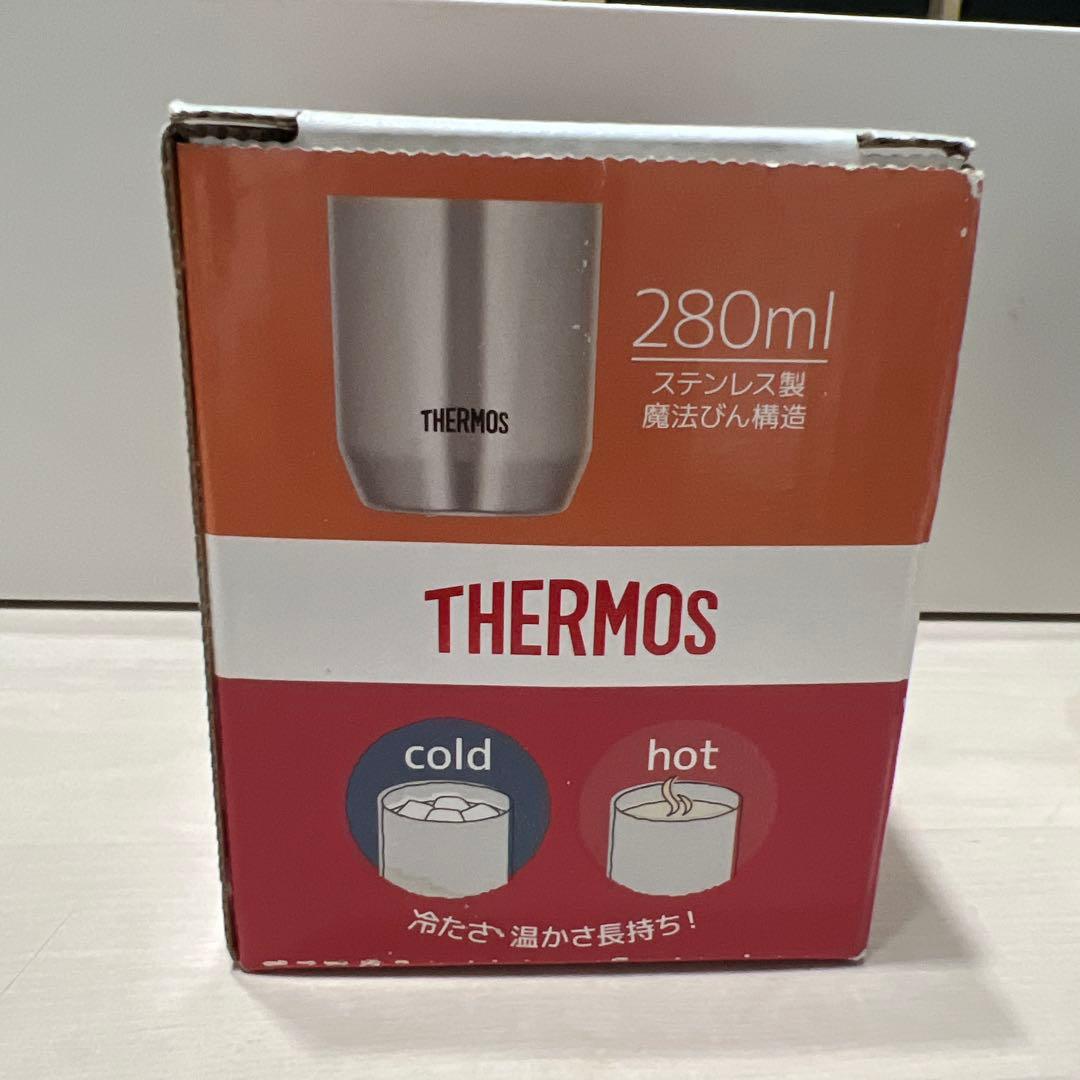 280ml
ステンレス製
魔法びん構造
THERMOS
THERMOS
cold
hot
冷たさ、温かさ長持ち!